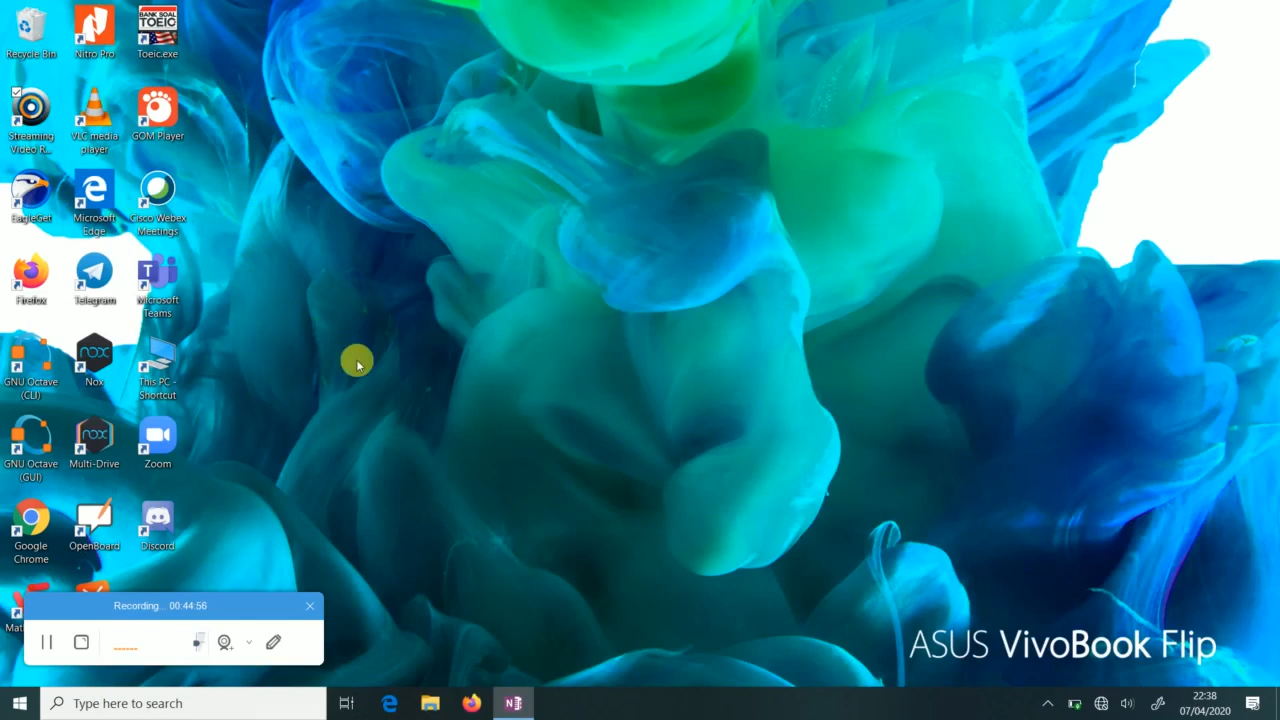 Recycle Bin
Nitro Pro
BANK SOAL
TOEIC
Toeic.exe
Streaming
Video R...
VLC media
player
GOM Player
EagleGet
Microsoft
Edge
Cisco Webex
Meetings
Firefox
Telegram
Microsoft
Teams
GNU Octave
(CLI)
nox
Nox
This PC -
Shortcut
GNU Octave
(GUI)
nox
Multi-Drive
Zoom
Google
Chrome
OpenBoard
Discord
Recording... 00:44:56
ASUS VivoBook Flip
Type here to search
22:38
07/04/2020